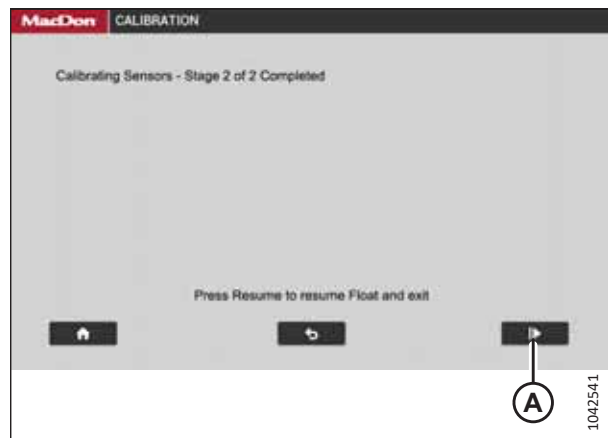 MacDon CALIBRATION
Calibrating Sensors - Stage 2 of 2 Completed
Press Resume to resume Float and exit
A
1042541